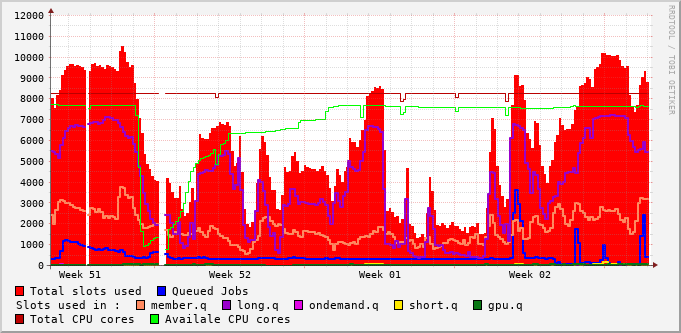 RRDTOOL / TOBI OETIKER
12000
11000
10000
9000
8000
7000
6000
5000
4000
3000
2000
1000
0
Week 51 Week 52 Week 01 Week 02
Total slots used Queued Jobs
Slots used in : member.q long.q ondemand.q short.q gpu.q
Total CPU cores Availale CPU cores